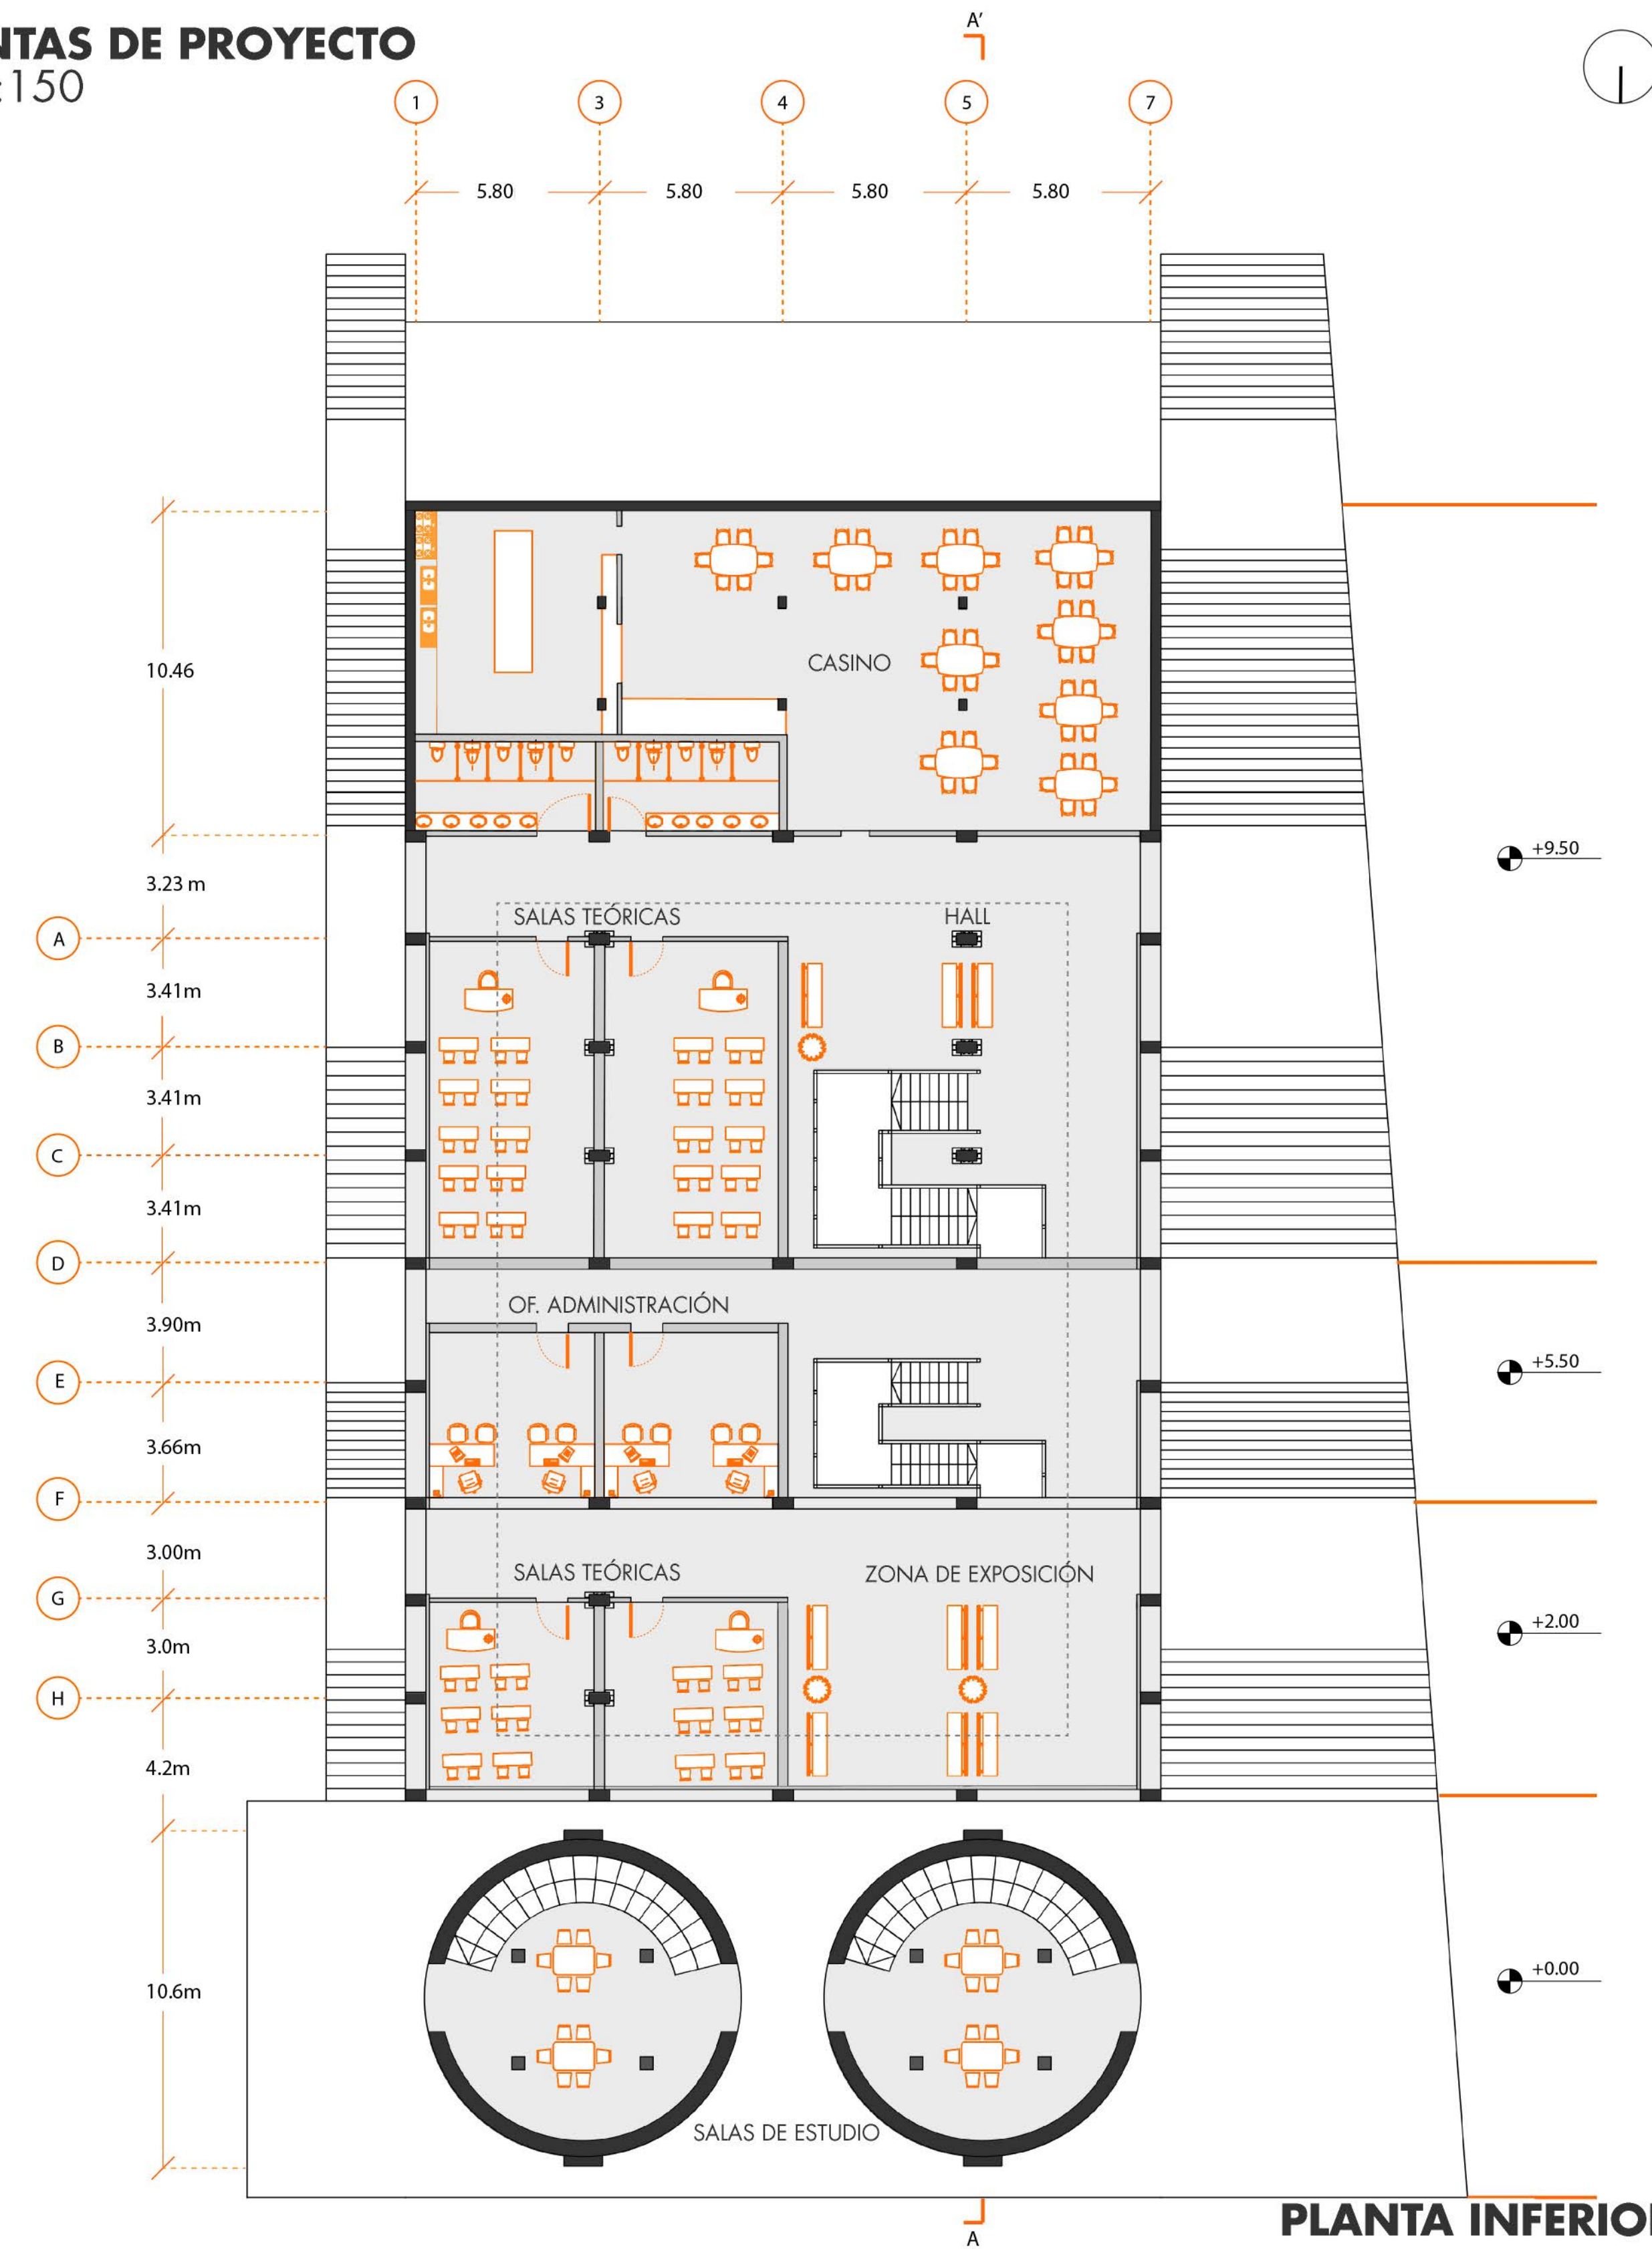 NTAS DE PROYECTO
:150
A'
1 3 4 5 7
5.80 5.80 5.80 5.80
10.46
CASINO
+9.50
3.23 m
SALAS TEÓRICAS HALL
A
3.41m
B
3.41m
C
3.41m
D
OF. ADMINISTRACIÓN
3.90m
+5.50
E
3.66m
F
3.00m
SALAS TEÓRICAS ZONA DE EXPOSICIÓN
G
+2.00
3.0m
H
4.2m
+0.00
10.6m
SALAS DE ESTUDIO
PLANTA INFERIO
A